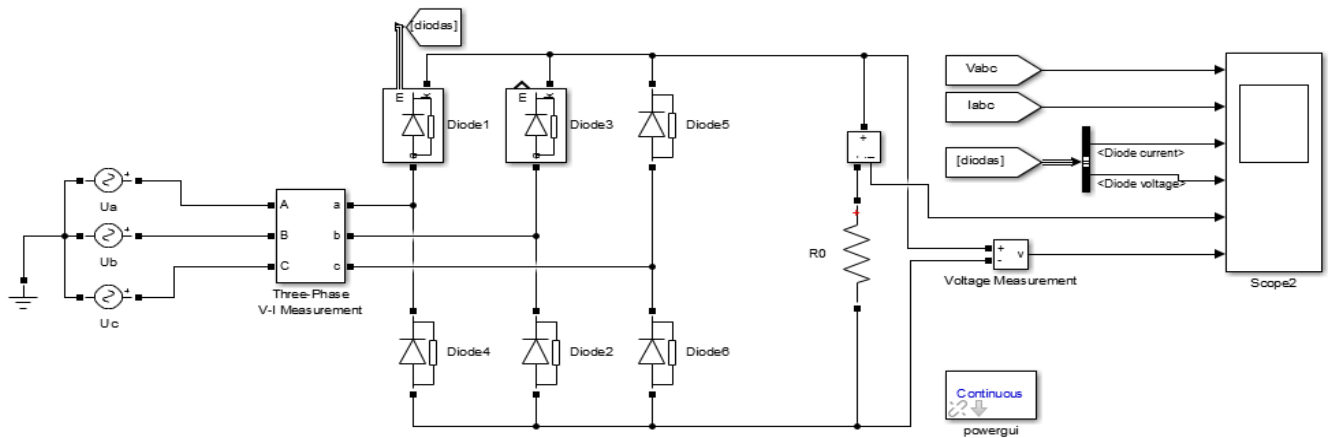 [diodas]
m
k
Diode1
a
m
k
Diode3
a
Diode5
Vabc
Iabc
[diodas]
<Diode current>
<Diode voltage>
Scope2
Ua
Ub
Uc
A
B
C
a
b
c
Three-Phase
V-I Measurement
+
R0
+
-
v
Voltage Measurement
Diode4
Diode2
Diode6
Continuous
powergui